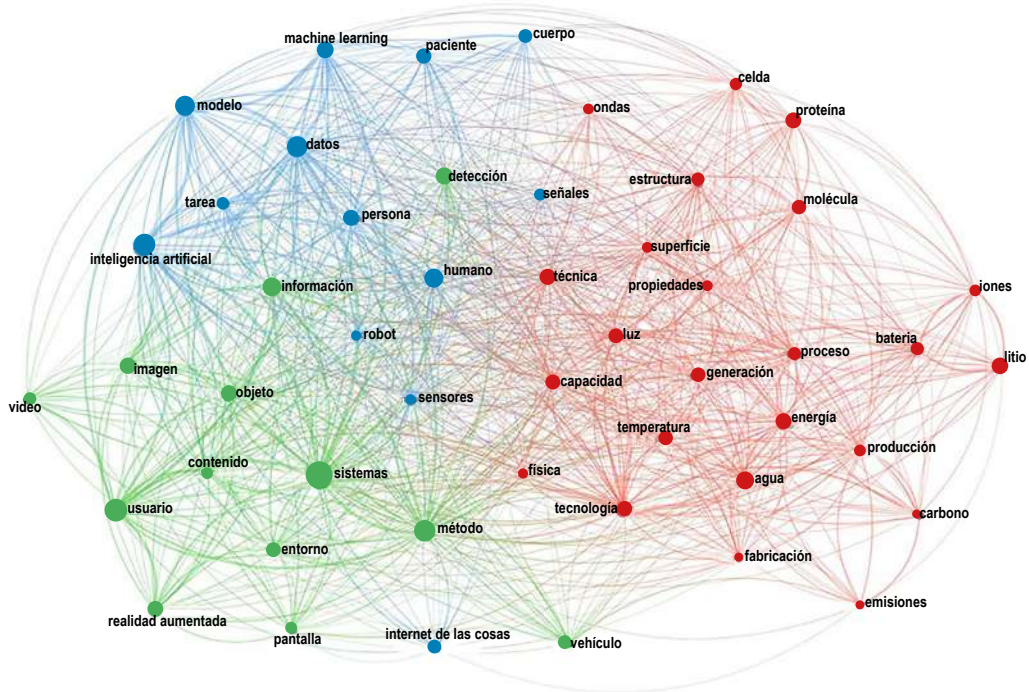 cuerpo
machine learning
paciente
celda
modelo
ondas
proteína
datos
detección
estructura
señales
molécula
tarea
persona
superficie
inteligencia artificial
humano
técnica
información
propiedades
iones
robot
luz
bateria
proceso
litio
imagen
generación
capacidad
objeto
sensores
video
energía
temperatura
producción
contenido
sistemas
física
agua
usuario
tecnología
carbono
método
entorno
fabricación
emisiones
realidad aumentada
pantalla
internet de las cosas
vehículo